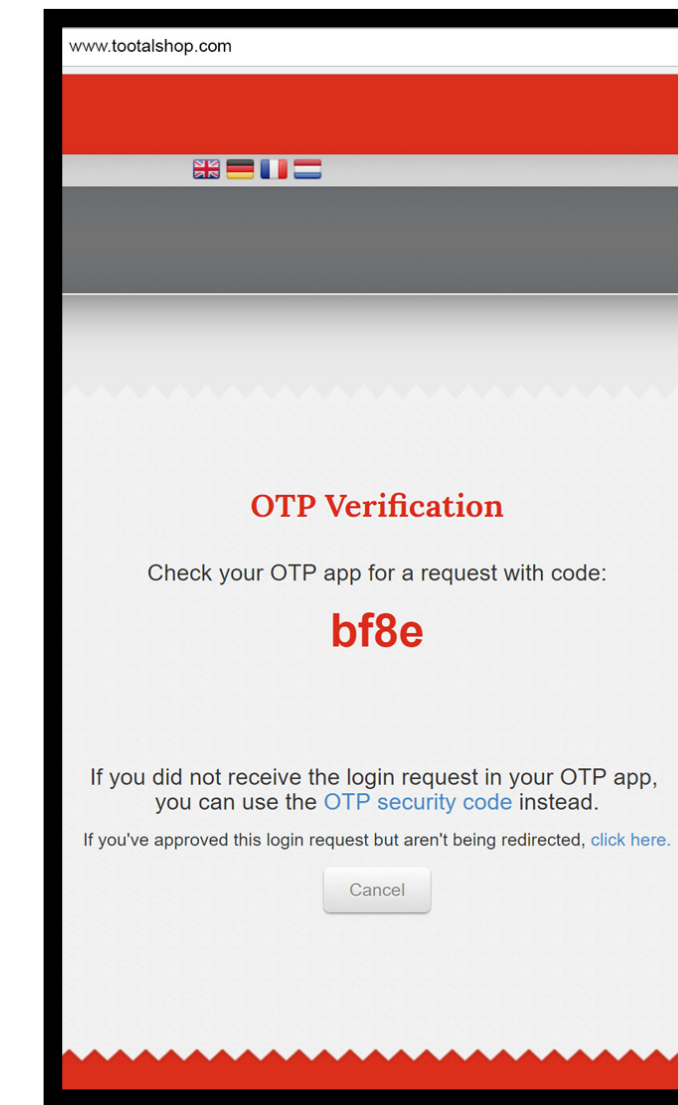 www.tootalshop.com
OTP Verification
Check your OTP app for a request with code:
bf8e
If you did not receive the login request in your OTP app,
you can use the OTP security code instead.
If you've approved this login request but aren't being redirected, click here.
Cancel